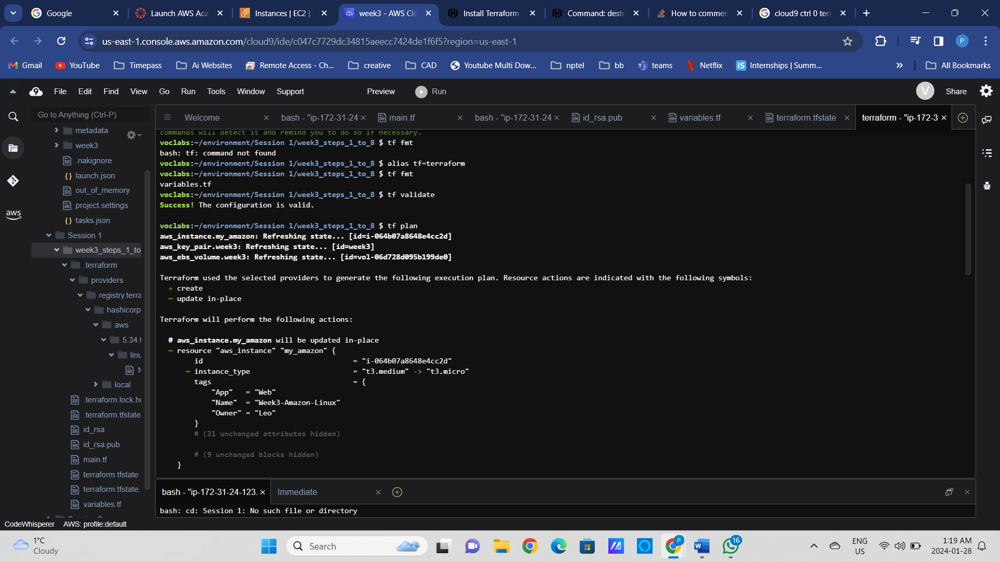 Google
Launch AWS Aca
Instances | EC2 |
week3 - AWS Clo
Install Terraform
Command: destr
How to commen
cloud9 ctrl 0 terr
us-east-1.console.aws.amazon.com/cloud9/ide/c047c7729dc34815aeecc7424de1f6f5?region=us-east-1
P
Gmail
YouTube
Timepass
Ai Websites
Remote Access - Ch...
creative
CAD
Youtube Multi Dow...
nptel
bb
teams
Netflix
IS Internships | Summ...
All Bookmarks
9 File Edit Find View Go Run Tools Window Support Preview Run V Share
Go to Anything (Ctrl-P)
Welcome
bash - "ip-172-31-24
main.tf
bash - "ip-172-31-24
id_rsa.pub
variables.tf
terraform.tfstate
terraform - "ip-172-3
metadata
week3
.nakignore
launch.json
out_of_memory
project.settings
tasks.json
Session 1
week3_steps_1_to_
.terraform
providers
registry.terra
hashicorp
aws
5.34.0
linu
local
.terraform.lock.hc
.terraform.tfstate
id_rsa
id_rsa.pub
main.tf
terraform.tfstate
terraform.tfstate.
variables.tf
aws
commands will detect it and remind you to do so if necessary.
voclabs:~/environment/Session 1/week3_steps_1_to_8 $ tf fmt
bash: tf: command not found
voclabs:~/environment/Session 1/week3_steps_1_to_8 $ alias tf=terraform
voclabs:~/environment/Session 1/week3_steps_1_to_8 $ tf fmt
variables.tf
voclabs:~/environment/Session 1/week3_steps_1_to_8 $ tf validate
Success! The configuration is valid.
voclabs:~/environment/Session 1/week3_steps_1_to_8 $ tf plan
aws_instance.my_amazon: Refreshing state... [id=i-064b07a8648e4cc2d]
aws_key_pair.week3: Refreshing state... [id=week3]
aws_ebs_volume.week3: Refreshing state... [id=vol-06d728d095b199de0]
Terraform used the selected providers to generate the following execution plan. Resource actions are indicated with the following symbols:
+ create
~ update in-place
Terraform will perform the following actions:
# aws_instance.my_amazon will be updated in-place
~ resource "aws_instance" "my_amazon" {
id = "i-064b07a8648e4cc2d"
~ instance_type = "t3.medium" -> "t3.micro"
tags = {
"App" = "Web"
"Name" = "Week3-Amazon-Linux"
"Owner" = "Leo"
}
# (31 unchanged attributes hidden)
# (9 unchanged blocks hidden)
}
bash - "ip-172-31-24-123.
Immediate
bash: cd: Session 1: No such file or directory
CodeWhisperer AWS: profile:default
1°C
Cloudy
Search
P
W
16
ENG
US
1:19 AM
2024-01-28